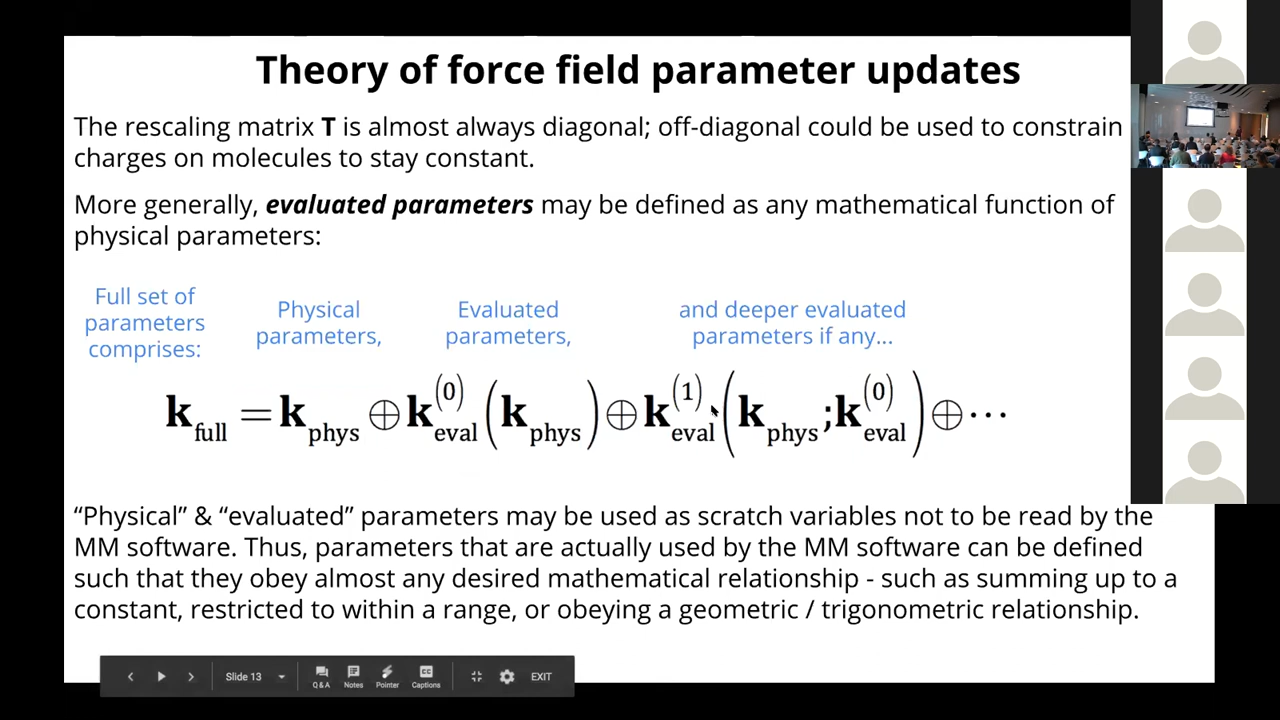 Theory of force field parameter updates
The rescaling matrix T is almost always diagonal; off-diagonal could be used to constrain
charges on molecules to stay constant.
More generally, evaluated parameters may be defined as any mathematical function of
physical parameters:
Full set of
parameters
comprises:
Physical
parameters,
Evaluated
parameters,
and deeper evaluated
parameters if any...
k_full = k_phys ⊕ k_eval^(0) (k_phys) ⊕ k_eval^(1) (k_phys; k_eval^(0)) ⊕ ⋯
“Physical” & “evaluated” parameters may be used as scratch variables not to be read by the
MM software. Thus, parameters that are actually used by the MM software can be defined
such that they obey almost any desired mathematical relationship - such as summing up to a
constant, restricted to within a range, or obeying a geometric / trigonometric relationship.
Slide 13
Q & A
Notes
Pointer
CC
Captions
EXIT